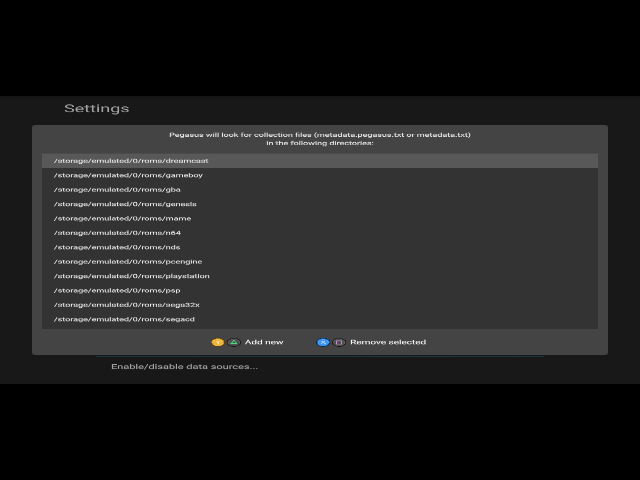 Settings
Pegasus will look for collection files (metadata.pegasus.txt or metadata.txt)
in the following directories:
/storage/emulated/0/roms/dreamcast
/storage/emulated/0/roms/gameboy
/storage/emulated/0/roms/gba
/storage/emulated/0/roms/genesis
/storage/emulated/0/roms/mame
/storage/emulated/0/roms/n64
/storage/emulated/0/roms/nds
/storage/emulated/0/roms/pcengine
/storage/emulated/0/roms/playstation
/storage/emulated/0/roms/psp
/storage/emulated/0/roms/sega32x
/storage/emulated/0/roms/segacd
Add new Remove selected
Enable/disable data sources...